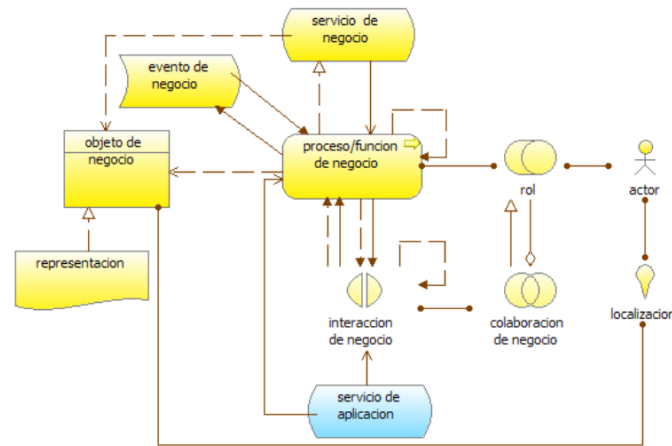 servicio de
negocio
evento de
negocio
objeto de
negocio
proceso/funcion
de negocio
rol
actor
representacion
interaccion
de negocio
colaboracion
de negocio
localizacion
servicio de
aplicacion